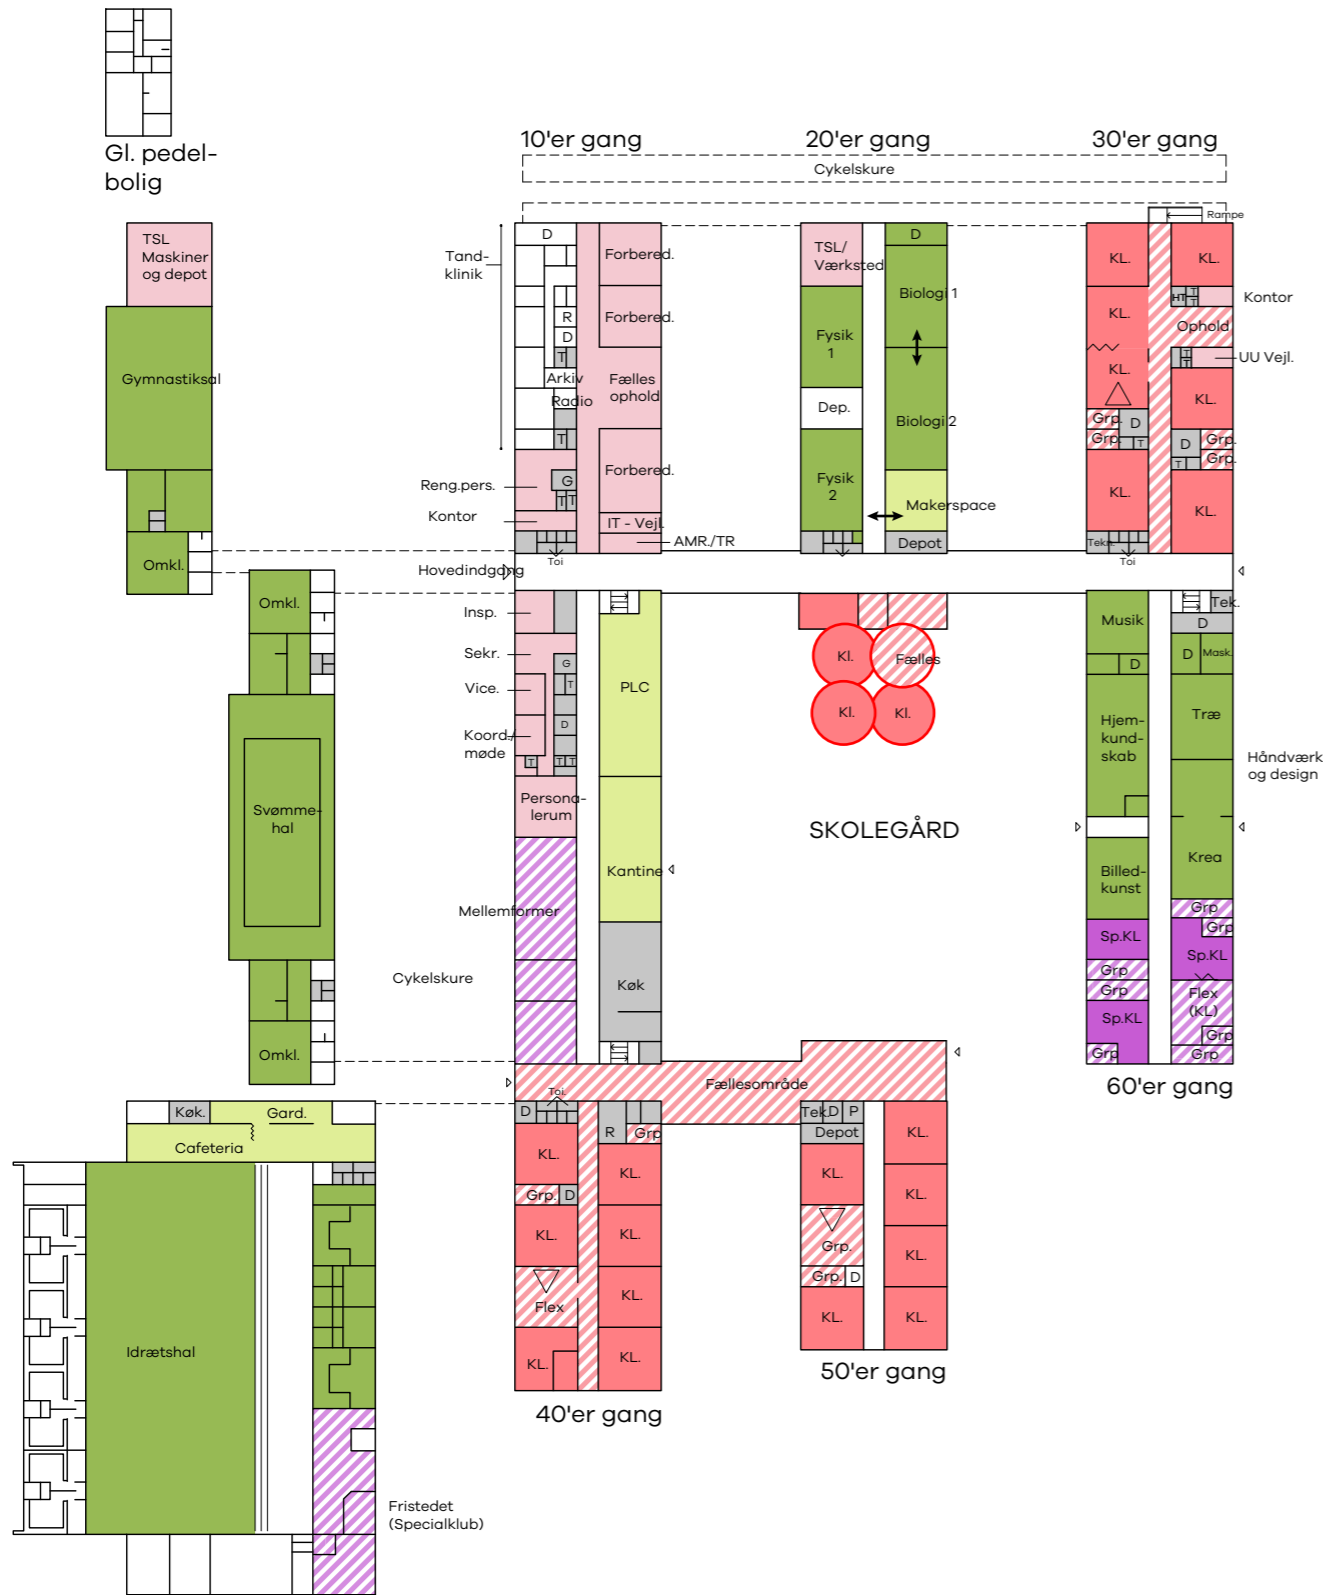 Gl. pedel-
bolig
10'er gang
20'er gang
30'er gang
Cykelskure
Rampe
TSL
Maskiner
og depot
Gymnastiksal
Omkl.
Tand-
klinik
D
R
D
T
Arkiv
Radio
T
Reng.pers.
G
T
T
Kontor
Toi
Forbered.
Forbered.
Fælles
ophold
Forbered.
IT - Vejl.
AMR./TR
TSL/
Værksted
Fysik
1
Dep.
Fysik
2
D
Biologi 1
Biologi 2
Makerspace
Depot
KL.
KL.
KL.
Grp.
Grp.
D
T
KL.
Tekn.
Toi
KL.
HT
T
T
Kontor
Ophold
T
T
UU Vejl.
KL.
D
T
Grp.
Grp.
KL.
Hovedindgang
Omkl.
Svømme-
hal
Omkl.
Insp.
Sekr.
G
Vice.
T
Koord./
møde
D
T
T
T
Persona-
lerum
Mellemformer
Cykelskure
PLC
Kantine
Køk
Kl.
Fælles
Kl.
Kl.
SKOLEGÅRD
Musik
D
Hjem-
kund-
skab
Billed-
kunst
Sp.KL
Grp
Grp
Sp.KL
Grp
Tek.
D
D
Mask.
Træ
Håndværk
og design
Krea
Grp
Grp
Sp.KL
Flex
(KL)
Grp
Grp
60'er gang
Fællesområde
Køk.
Gard.
Cafeteria
Idrætshal
Fristedet
(Specialklub)
D
Toi.
R
Grp
KL.
KL.
Grp.
D
KL.
KL.
Flex
KL.
KL.
KL.
40'er gang
Tek.
D
P
Depot
KL.
KL.
KL.
Grp.
Grp.
D
KL.
KL.
KL.
50'er gang